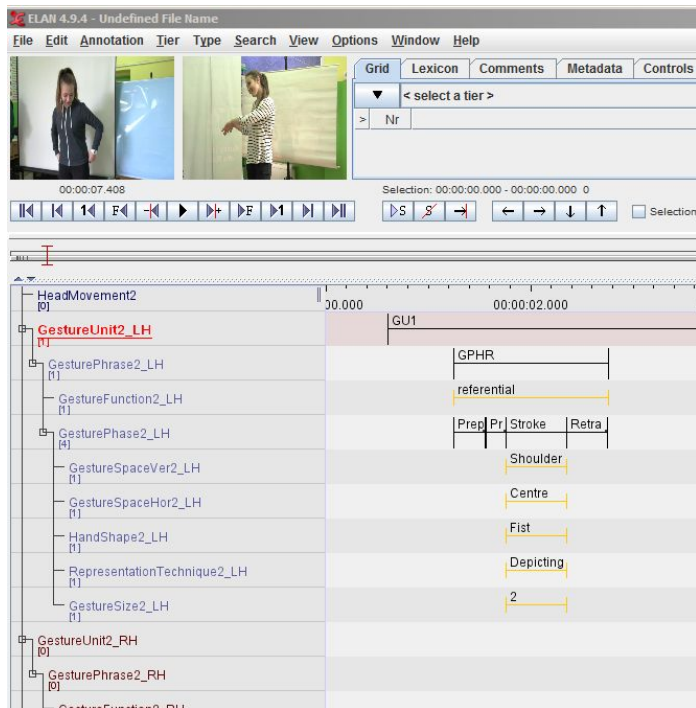 ELAN 4.9.4 - Undefined File Name
File Edit Annotation Tier Type Search View Options Window Help
Grid Lexicon Comments Metadata Controls
< select a tier >
> Nr
00:00:07.408
Selection: 00:00:00.000 - 00:00:00.000 0
1 F + F 1 S S Selection
HeadMovement2
[0]
00.000 00:00:02.000
GestureUnit2_LH
[1]
GU1
GesturePhrase2_LH
[1]
GPHR
GestureFunction2_LH
[1]
referential
GesturePhase2_LH
[4]
Prep Pr Stroke Retra
GestureSpaceVer2_LH
[1]
Shoulder
GestureSpaceHor2_LH
[1]
Centre
HandShape2_LH
[1]
Fist
RepresentationTechnique2_LH
[1]
Depicting
GestureSize2_LH
[1]
2
GestureUnit2_RH
[0]
GesturePhrase2_RH
[0]
GestureFunction2_RH